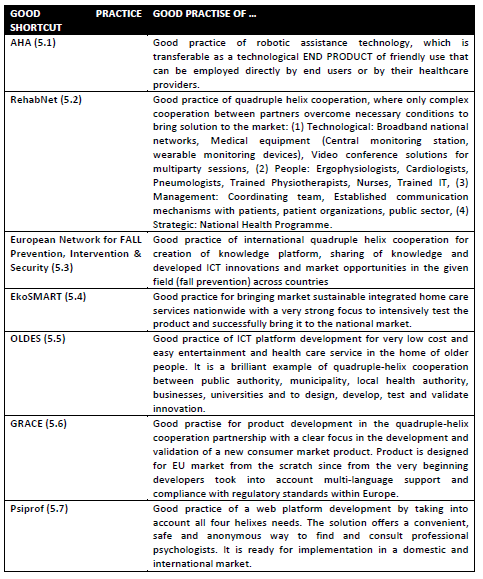 GOOD PRACTICE
SHORTCUT
GOOD PRACTISE OF …
AHA (5.1)
Good practice of robotic assistance technology, which is
transferable as a technological END PRODUCT of friendly use that
can be employed directly by end users or by their healthcare
providers.
RehabNet (5.2)
Good practice of quadruple helix cooperation, where only complex
cooperation between partners overcome necessary conditions to
bring solution to the market: (1) Technological: Broadband national
networks, Medical equipment (Central monitoring station,
wearable monitoring devices), Video conference solutions for
multiparty sessions, (2) People: Ergophysiologists, Cardiologists,
Pneumologists, Trained Physiotherapists, Nurses, Trained IT, (3)
Management: Coordinating team, Established communication
mechanisms with patients, patient organizations, public sector, (4)
Strategic: National Health Programme.
European Network for FALL
Prevention, Intervention &
Security (5.3)
Good practice of international quadruple helix cooperation for
creation of knowledge platform, sharing of knowledge and
developed ICT innovations and market opportunities in the given
field (fall prevention) across countries
EkoSMART (5.4)
Good practice for bringing market sustainable integrated home care
services nationwide with a very strong focus to intensively test the
product and successfully bring it to the national market.
OLDES (5.5)
Good practice of ICT platform development for very low cost and
easy entertainment and health care service in the home of older
people. It is a brilliant example of quadruple-helix cooperation
between public authority, municipality, local health authority,
businesses, universities and to design, develop, test and validate
innovation.
GRACE (5.6)
Good practise for product development in the quadruple-helix
cooperation partnership with a clear focus in the development and
validation of a new consumer market product. Product is designed
for EU market from the scratch since from the very beginning
developers took into account multi-language support and
compliance with regulatory standards within Europe.
Psiprof (5.7)
Good practice of a web platform development by taking into
account all four helixes needs. The solution offers a convenient,
safe and anonymous way to find and consult professional
psychologists. It is ready for implementation in a domestic and
international market.